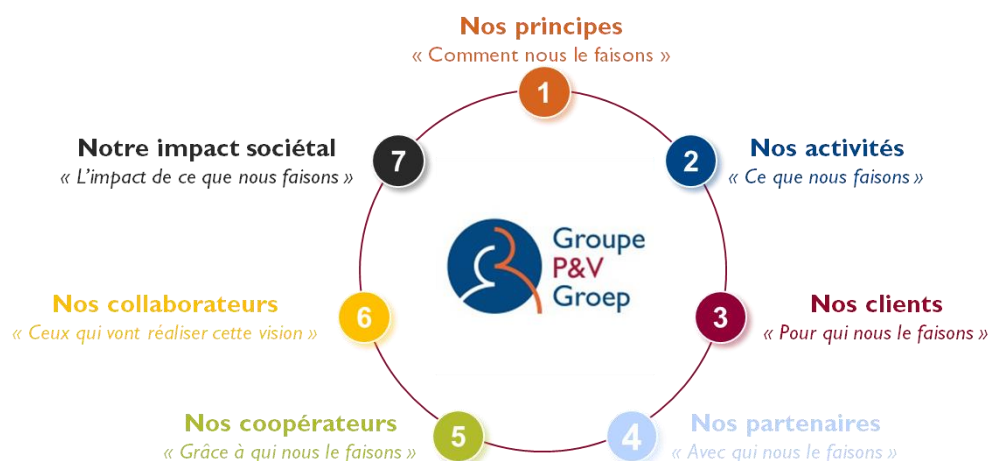 Nos principes
« Comment nous le faisons »
1
Nos activités
« Ce que nous faisons »
2
Nos clients
« Pour qui nous le faisons »
3
Nos partenaires
« Avec qui nous le faisons »
4
Nos coopérateurs
« Grâce à qui nous le faisons »
5
Nos collaborateurs
« Ceux qui vont réaliser cette vision »
6
Notre impact sociétal
« L'impact de ce que nous faisons »
7
Groupe
P&V
Groep